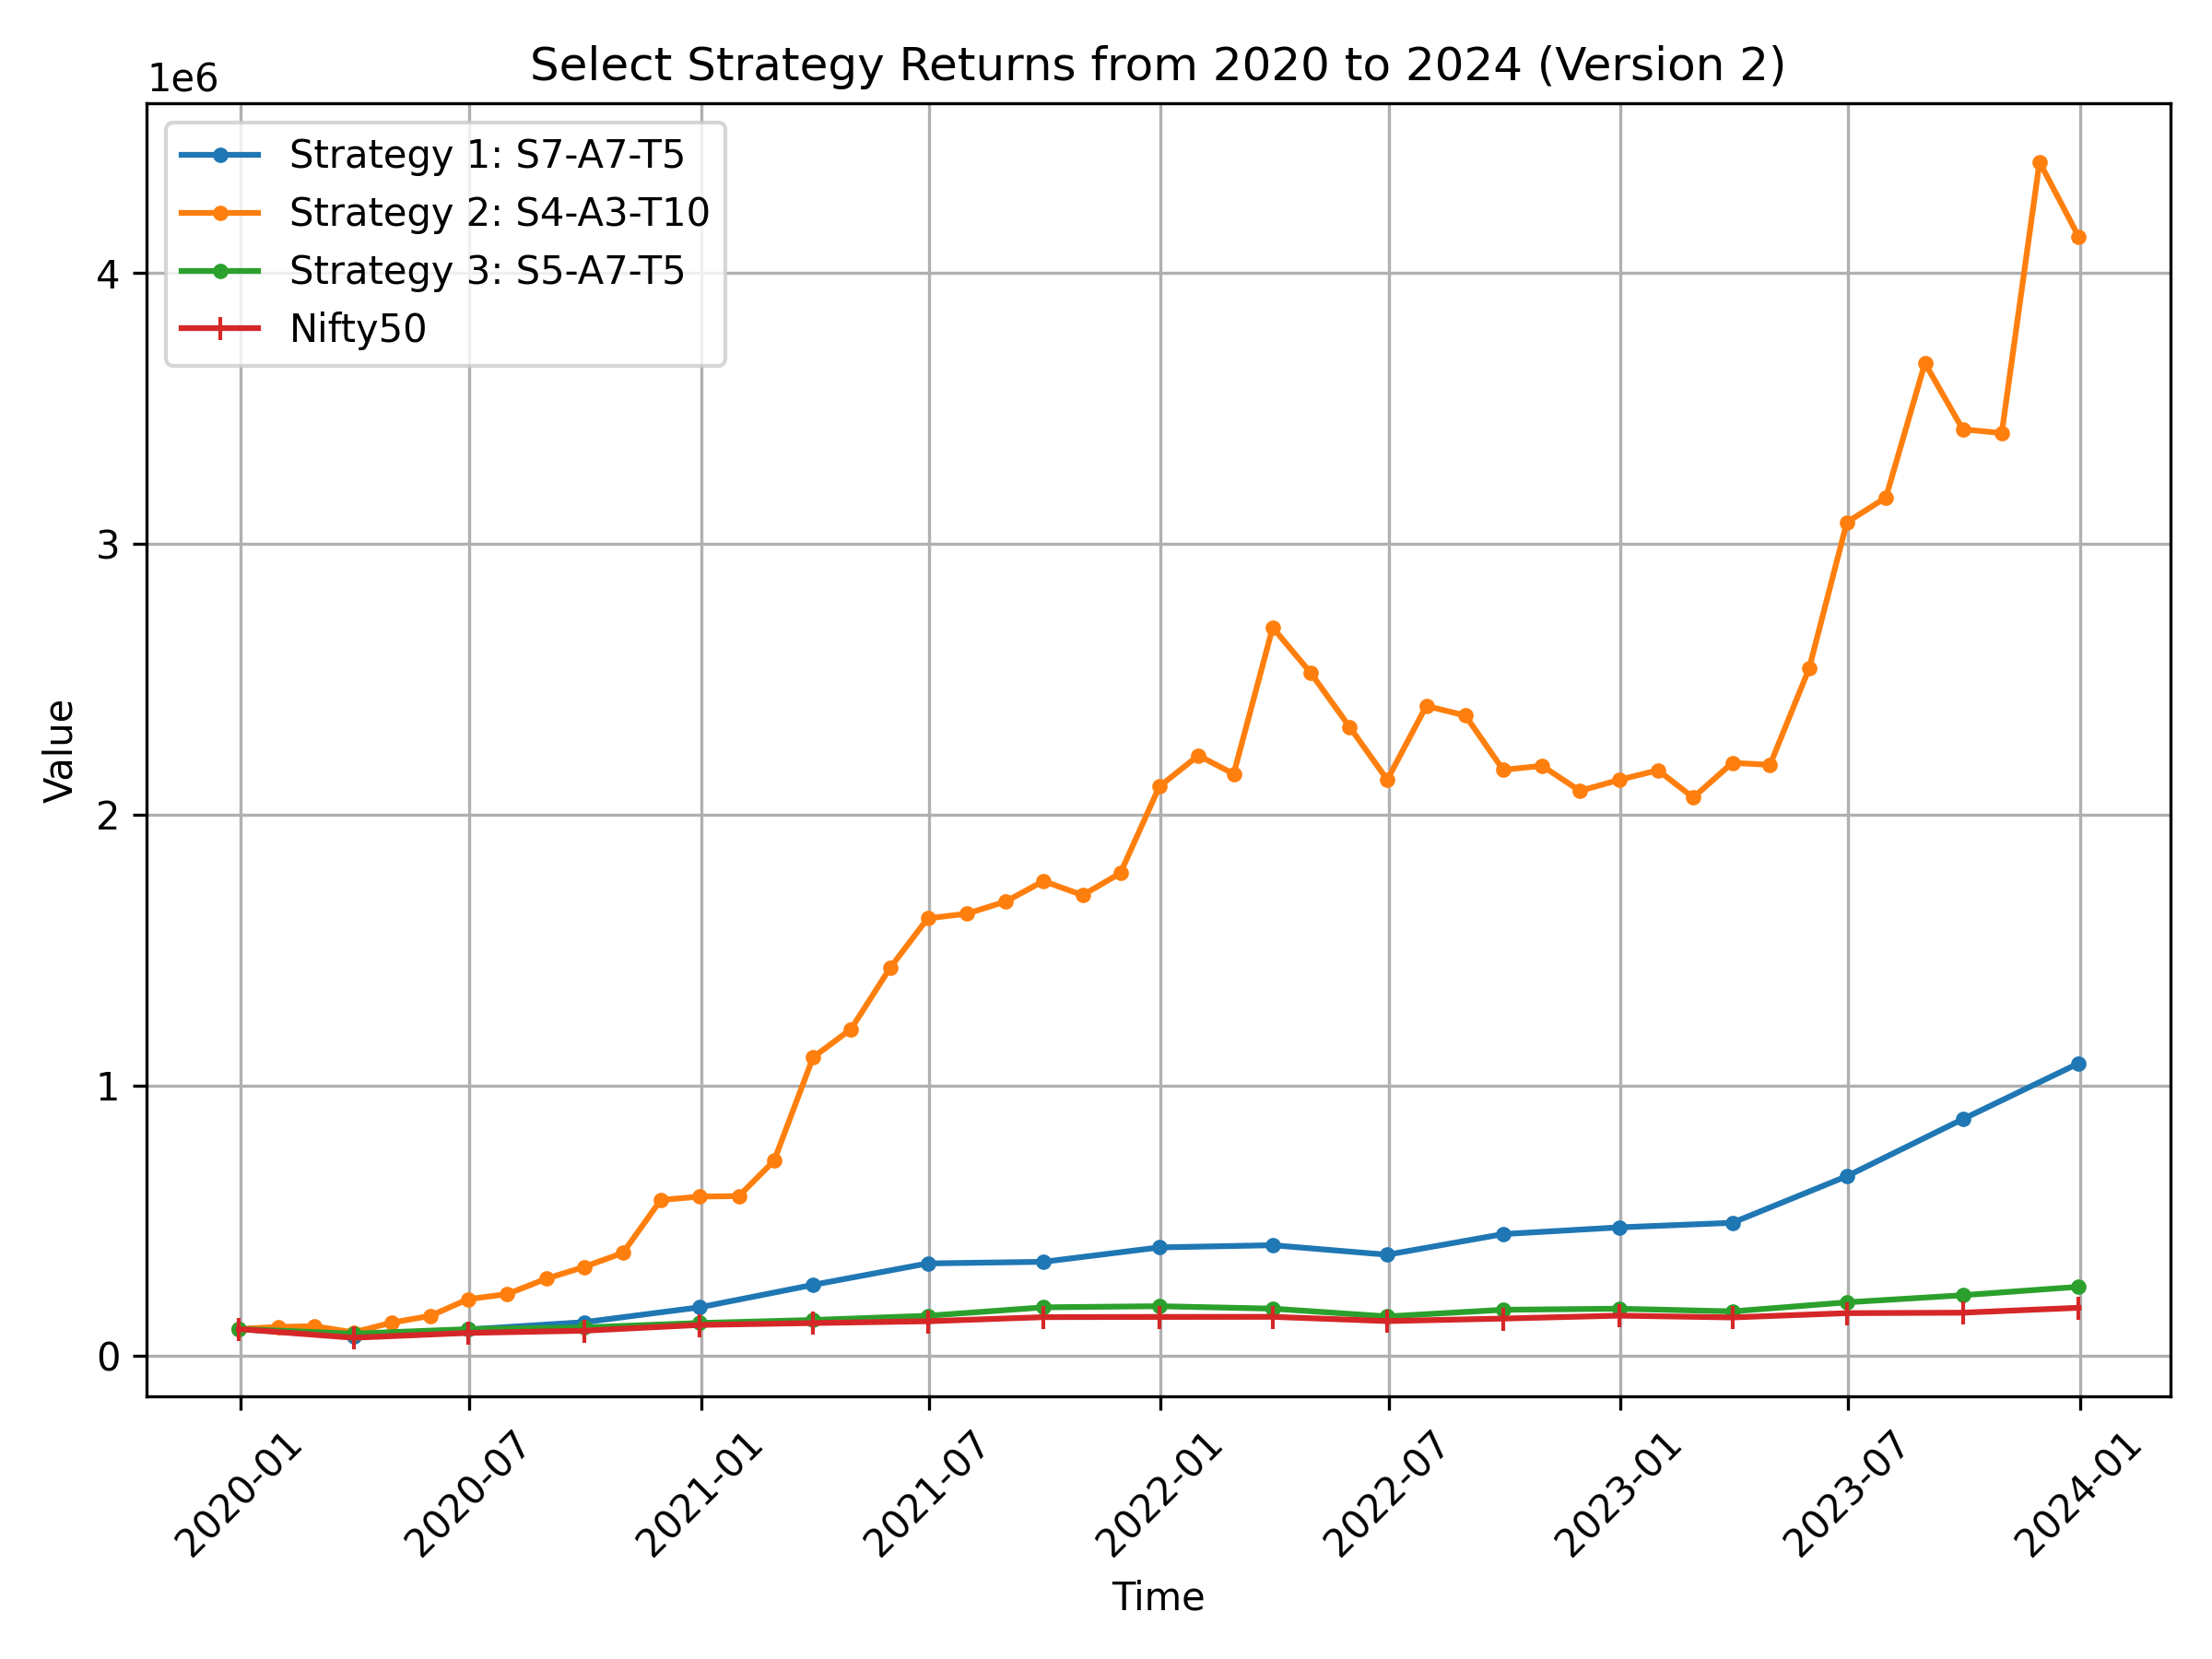 Select Strategy Returns from 2020 to 2024 (Version 2)
1e6
Strategy 1: S7-A7-T5
Strategy 2: S4-A3-T10
Strategy 3: S5-A7-T5
Nifty50
4
3
2
1
0
Value
2020-01
2020-07
2021-01
2021-07
2022-01
2022-07
2023-01
2023-07
2024-01
Time